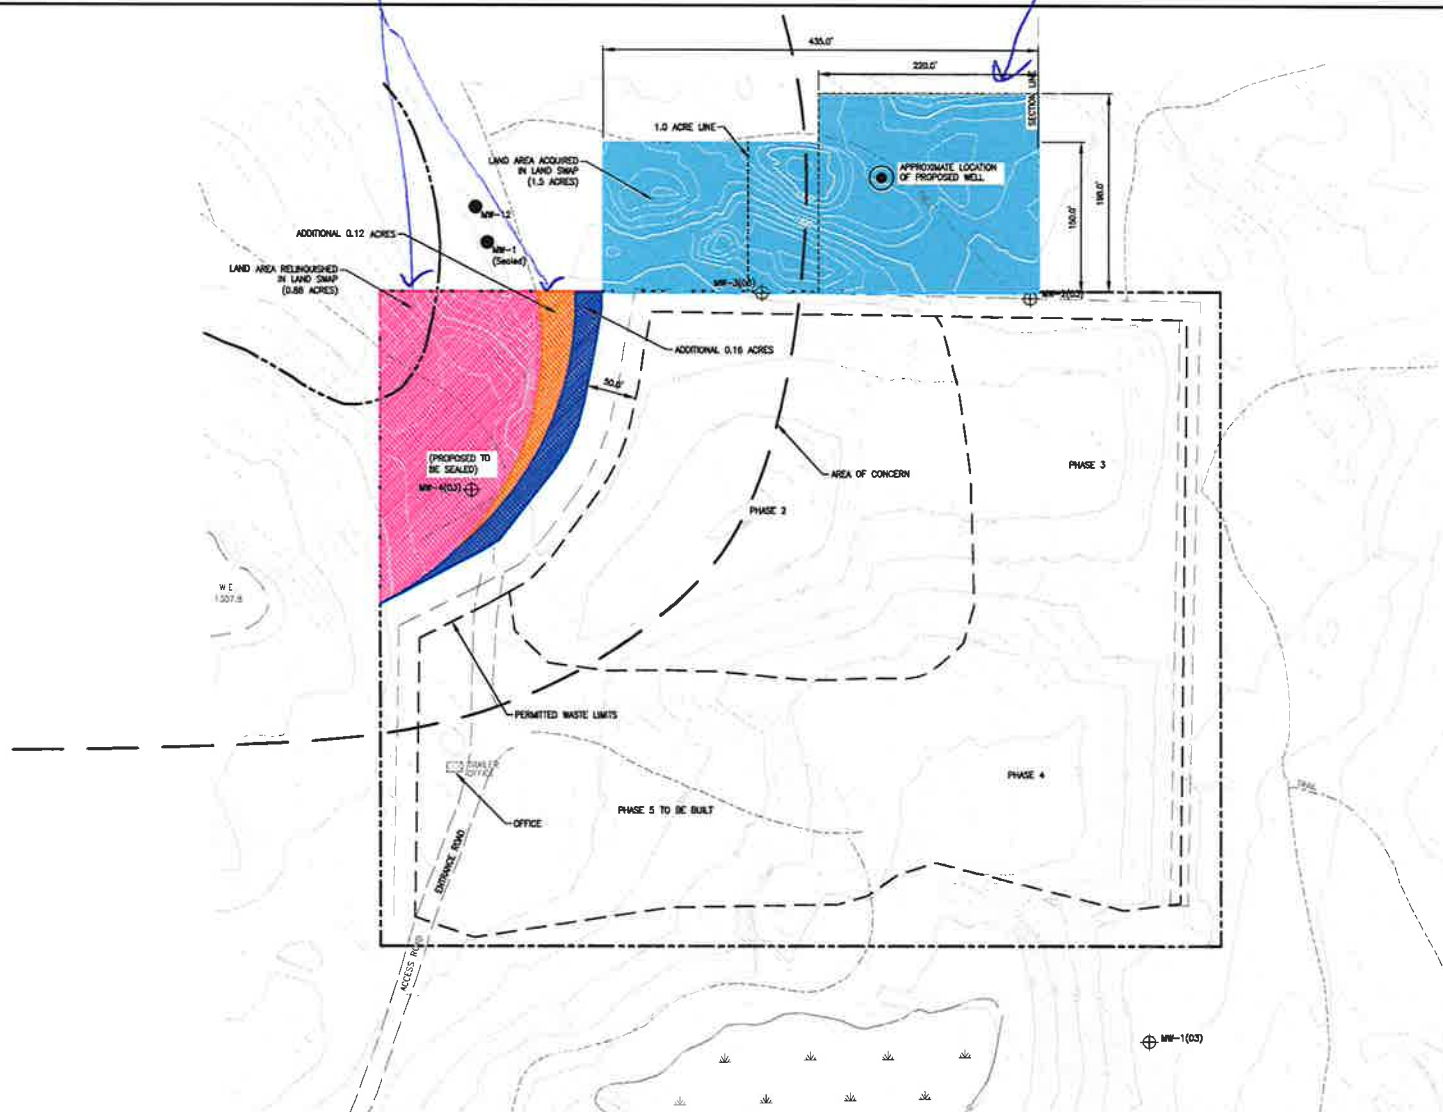 435.0'
220.0'
SECTION LINE
1.0 ACRE LINE
LAND AREA ACQUIRED
IN LAND SWAP
(1.5 ACRES)
APPROXIMATE LOCATION
OF PROPOSED WELL
150.0'
198.0'
MW-12
MW-1
(Sealed)
ADDITIONAL 0.12 ACRES
LAND AREA RELINQUISHED
IN LAND SWAP
(0.88 ACRES)
ADDITIONAL 0.16 ACRES
50.0'
(PROPOSED TO
BE SEALED)
MW-4(03)
AREA OF CONCERN
PHASE 3
PHASE 2
W E
PERMITTED WASTE LIMITS
TRAILER
OFFICE
OFFICE
PHASE 4
PHASE 5 TO BE BUILT
TRAIL
ENTRANCE ROAD
ACCESS ROAD
MW-1(03)